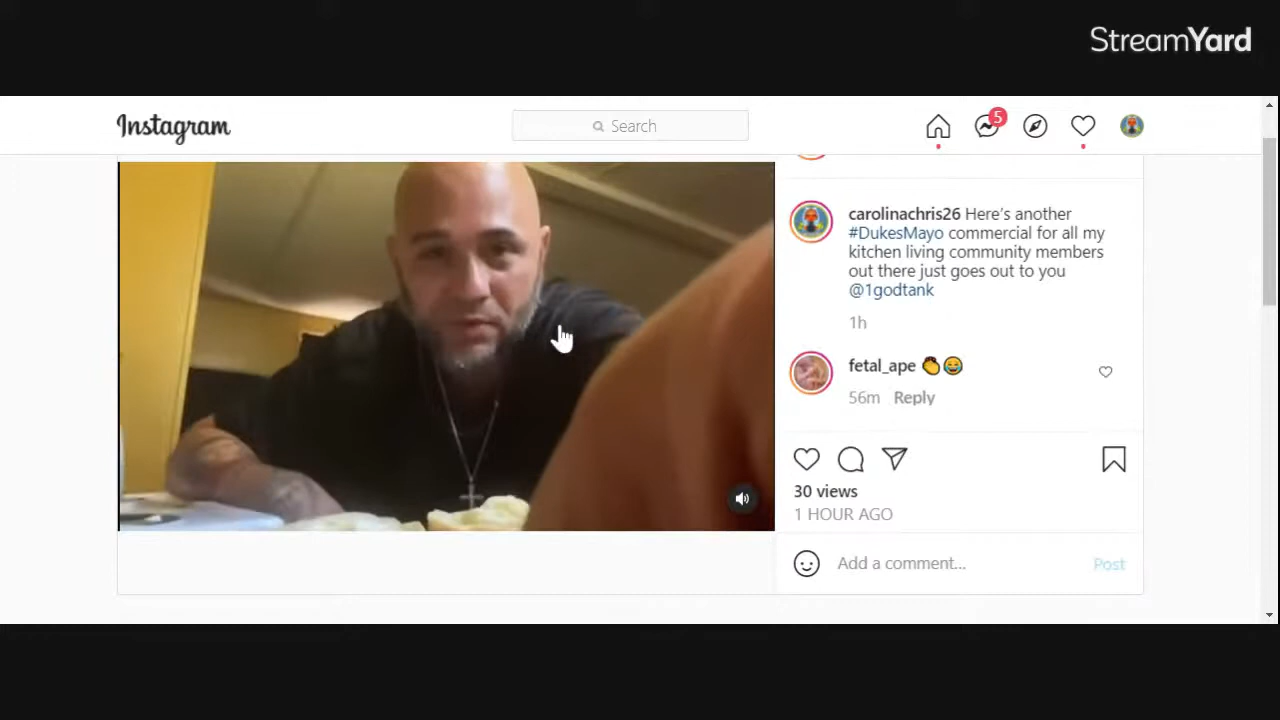 StreamYard
Instagram
Search
5
carolinachris26 Here's another
#DukesMayo commercial for all my
kitchen living community members
out there just goes out to you
@1godtank
1h
fetal_ape 👏😂
56m Reply
30 views
1 HOUR AGO
Add a comment...
Post